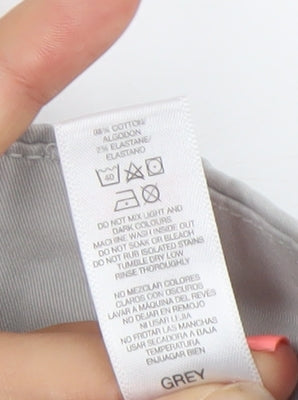 98% COTTON/
ALGODON
2% ELASTANE/
ELASTANO
40
DO NOT MIX LIGHT AND
DARK COLOURS
MACHINE WASH INSIDE OUT
DO NOT SOAK OR BLEACH
DO NOT RUB ISOLATED STAINS
TUMBLE DRY LOW
RINSE THOROUGHLY
NO MEZCLAR COLORES
CLAROS CON OSCUROS
LAVAR A MÁQUINA DEL REVÉS
NO DEJAR EN REMOJO
NI USAR LEJIA
NO FROTAR LAS MANCHAS
USAR SECADORA A BAJA
TEMPERATURA
ENJUAGAR BIEN
GREY